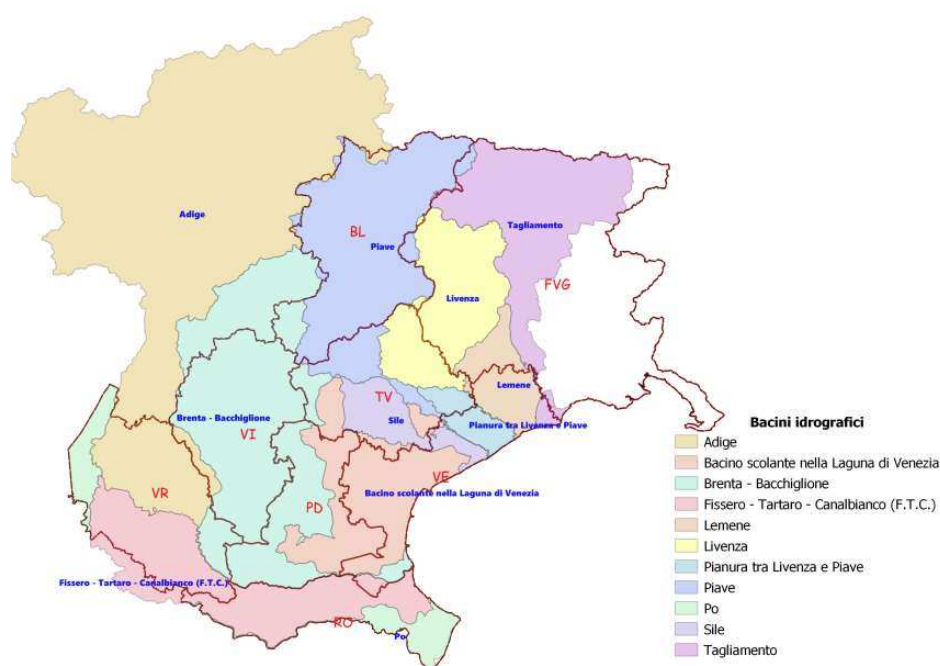 Adige
BL
Piave
Tagliamento
FVG
Livenza
Lemene
TV
Brenta - Bacchiglione
Sile
Pianura tra Livenza e Piave
VI
VE
VR
Bacino scolante nella Laguna di Venezia
PD
Fissero - Tartaro - Canalbianco (F.T.C.)
RO
Po
Bacini idrografici
Adige
Bacino scolante nella Laguna di Venezia
Brenta - Bacchiglione
Fissero - Tartaro - Canalbianco (F.T.C.)
Lemene
Livenza
Pianura tra Livenza e Piave
Piave
Po
Sile
Tagliamento